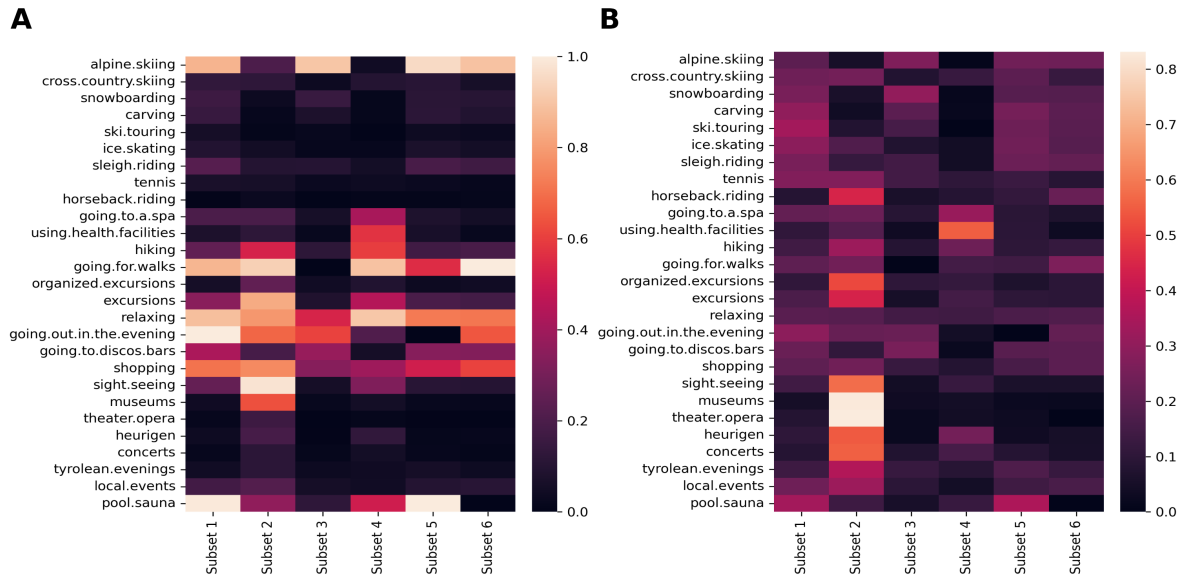 A
alpine.skiing
cross.country.skiing
snowboarding
carving
ski.touring
ice.skating
sleigh.riding
tennis
horseback.riding
going.to.a.spa
using.health.facilities
hiking
going.for.walks
organized.excursions
excursions
relaxing
going.out.in.the.evening
going.to.discos.bars
shopping
sight.seeing
museums
theater.opera
heurigen
concerts
tyrolean.evenings
local.events
pool.sauna
Subset 1
Subset 2
Subset 3
Subset 4
Subset 5
Subset 6
1.0
0.8
0.6
0.4
0.2
0.0
B
alpine.skiing
cross.country.skiing
snowboarding
carving
ski.touring
ice.skating
sleigh.riding
tennis
horseback.riding
going.to.a.spa
using.health.facilities
hiking
going.for.walks
organized.excursions
excursions
relaxing
going.out.in.the.evening
going.to.discos.bars
shopping
sight.seeing
museums
theater.opera
heurigen
concerts
tyrolean.evenings
local.events
pool.sauna
Subset 1
Subset 2
Subset 3
Subset 4
Subset 5
Subset 6
0.8
0.7
0.6
0.5
0.4
0.3
0.2
0.1
0.0